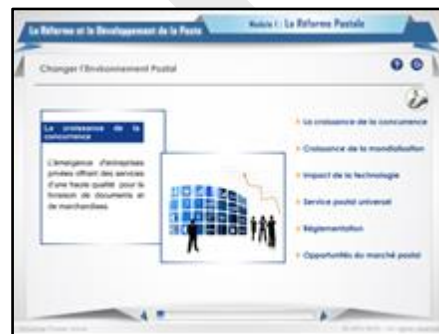 La Réforme et le Développement de la Poste
Module 1 : La Réforme Postale
Changer l'Environnement Postal
La croissance de la
concurrence
L'émergence d'entreprises
privées offrant des services
d'une haute qualité pour la
livraison de documents et
de marchandises.
La croissance de la concurrence
Croissance de la mondialisation
Impact de la technologie
Service postal universel
Réglementation
Opportunités du marché postal